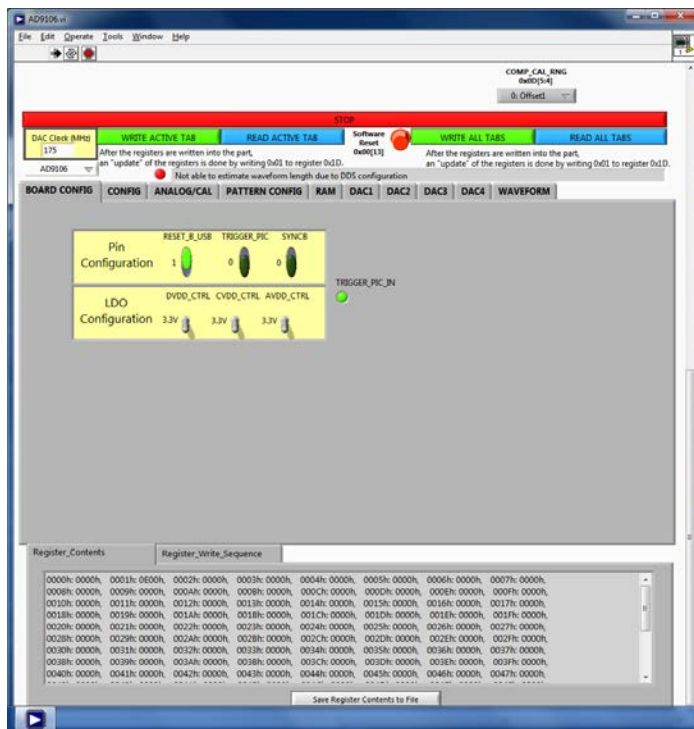 AD9106.vi
File Edit Operate Tools Window Help
1
COMP_CAL_RNG
0x0D[5:4]
0: Offset1
STOP
DAC Clock (MHz) WRITE ACTIVE TAB READ ACTIVE TAB Software Reset 0x00[13] WRITE ALL TABS READ ALL TABS
175
After the registers are written into the part,
an "update" of the registers is done by writing 0x01 to register 0x1D.
After the registers are written into the part,
an "update" of the registers is done by writing 0x01 to register 0x1D.
AD9106
Not able to estimate waveform length due to DDS configuration
BOARD CONFIG CONFIG ANALOG/CAL PATTERN CONFIG RAM DAC1 DAC2 DAC3 DAC4 WAVEFORM
Pin Configuration
RESET_B_USB TRIGGER_PIC SYNCB
1 0 0
TRIGGER_PIC_IN
LDO Configuration
DVDD_CTRL CVDD_CTRL AVDD_CTRL
3.3V 3.3V 3.3V
Register_Contents Register_Write_Sequence
0000h: 0000h, 0001h: 0E00h, 0002h: 0000h, 0003h: 0000h, 0004h: 0000h, 0005h: 0000h, 0006h: 0000h, 0007h: 0000h,
0008h: 0000h, 0009h: 0000h, 000Ah: 0000h, 000Bh: 0000h, 000Ch: 0000h, 000Dh: 0000h, 000Eh: 0000h, 000Fh: 0000h,
0010h: 0000h, 0011h: 0000h, 0012h: 0000h, 0013h: 0000h, 0014h: 0000h, 0015h: 0000h, 0016h: 0000h, 0017h: 0000h,
0018h: 0000h, 0019h: 0000h, 001Ah: 0000h, 001Bh: 0000h, 001Ch: 0000h, 001Dh: 0000h, 001Eh: 0000h, 001Fh: 0000h,
0020h: 0000h, 0021h: 0000h, 0022h: 0000h, 0023h: 0000h, 0024h: 0000h, 0025h: 0000h, 0026h: 0000h, 0027h: 0000h,
0028h: 0000h, 0029h: 0000h, 002Ah: 0000h, 002Bh: 0000h, 002Ch: 0000h, 002Dh: 0000h, 002Eh: 0000h, 002Fh: 0000h,
0030h: 0000h, 0031h: 0000h, 0032h: 0000h, 0033h: 0000h, 0034h: 0000h, 0035h: 0000h, 0036h: 0000h, 0037h: 0000h,
0038h: 0000h, 0039h: 0000h, 003Ah: 0000h, 003Bh: 0000h, 003Ch: 0000h, 003Dh: 0000h, 003Eh: 0000h, 003Fh: 0000h,
0040h: 0000h, 0041h: 0000h, 0042h: 0000h, 0043h: 0000h, 0044h: 0000h, 0045h: 0000h, 0046h: 0000h, 0047h: 0000h,
Save Register Contents to File